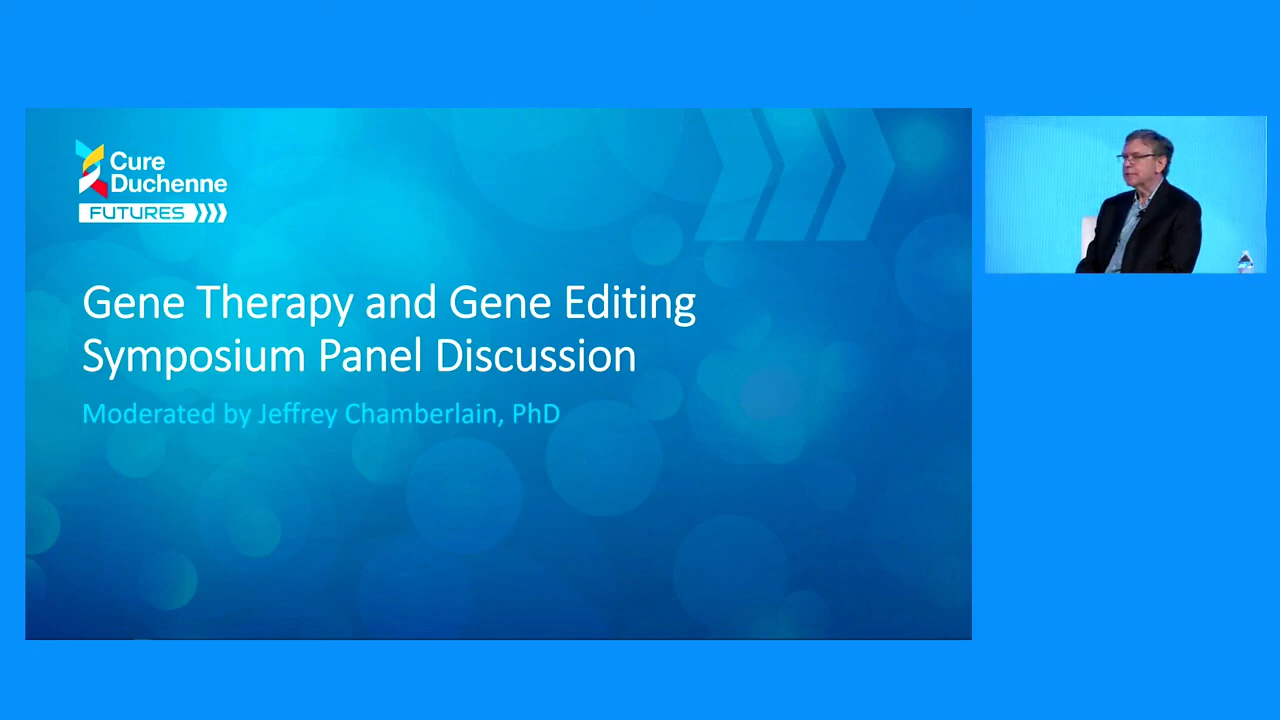 Cure
Duchenne
FUTURES
Gene Therapy and Gene Editing
Symposium Panel Discussion
Moderated by Jeffrey Chamberlain, PhD